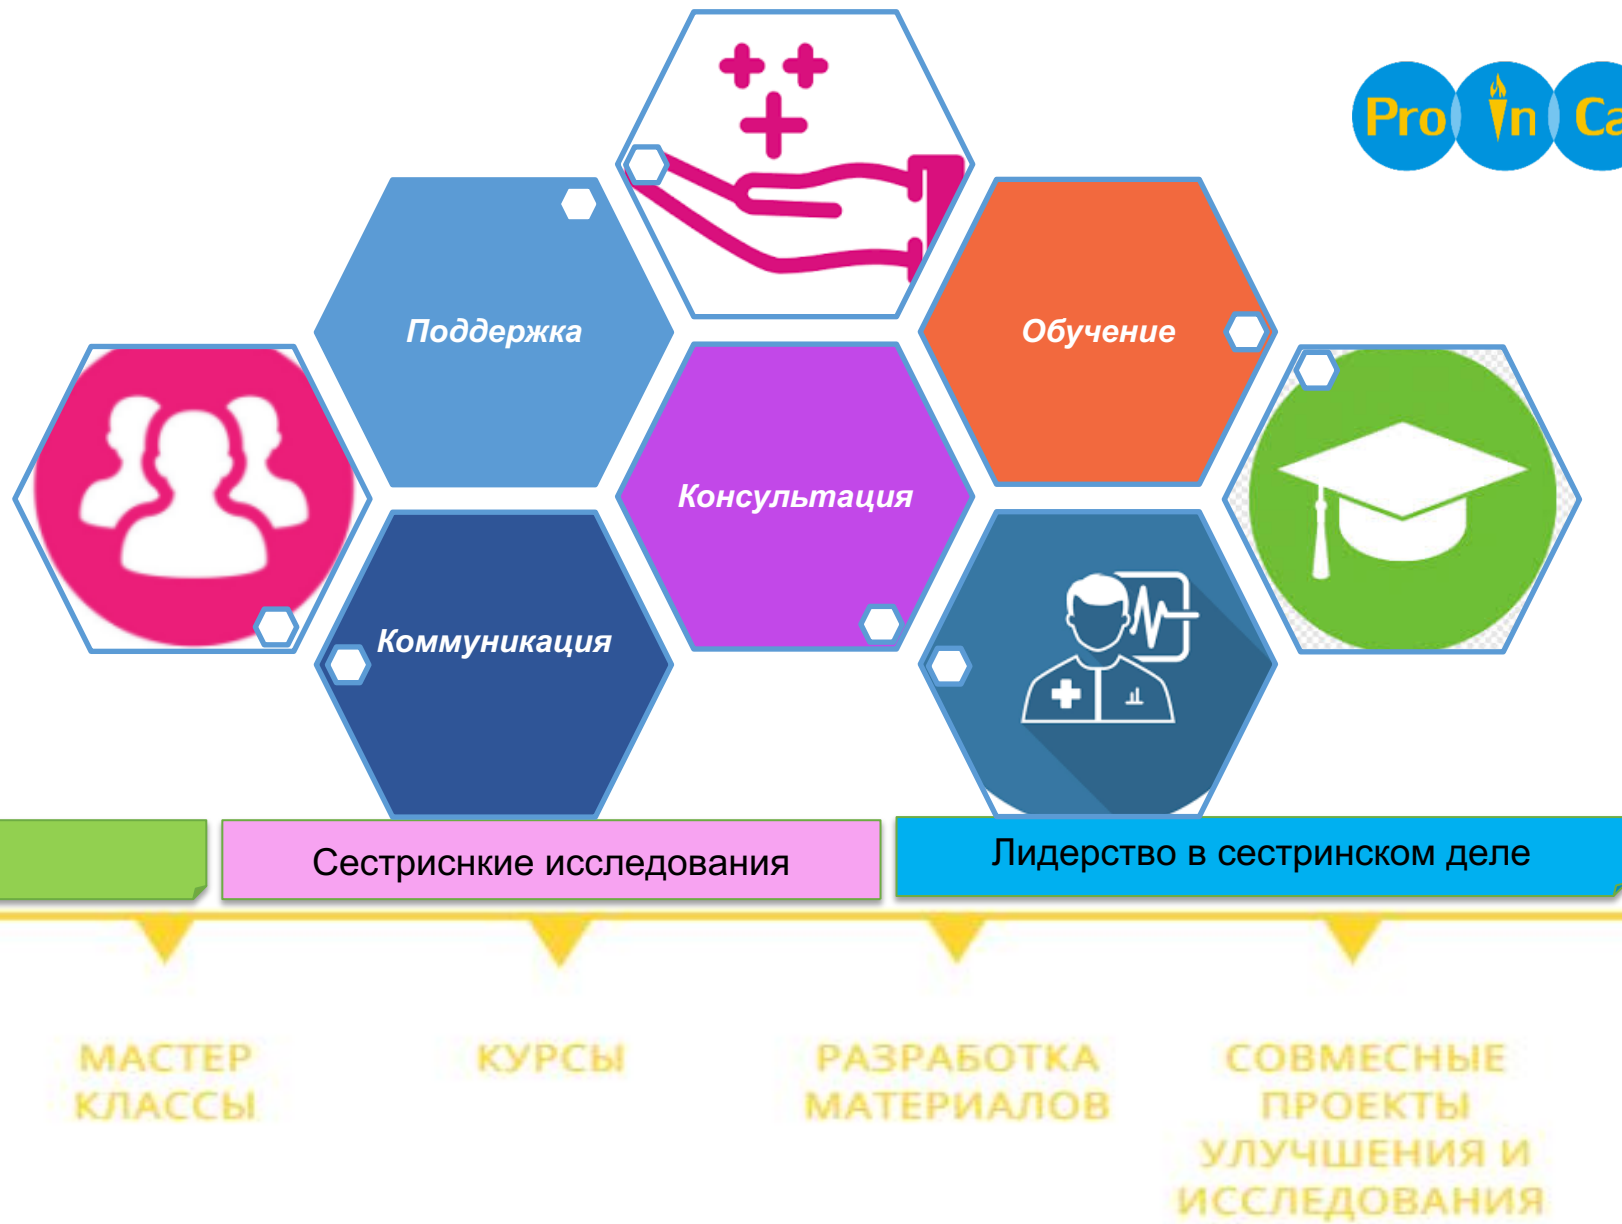 Pro In Ca
Поддержка
Обучение
Консультация
Коммуникация
Сестриснкие исследования
Лидерство в сестринском деле
МАСТЕР
КЛАССЫ
КУРСЫ
РАЗРАБОТКА
МАТЕРИАЛОВ
СОВМЕСНЫЕ
ПРОЕКТЫ
УЛУЧШЕНИЯ И
ИССЛЕДОВАНИЯ